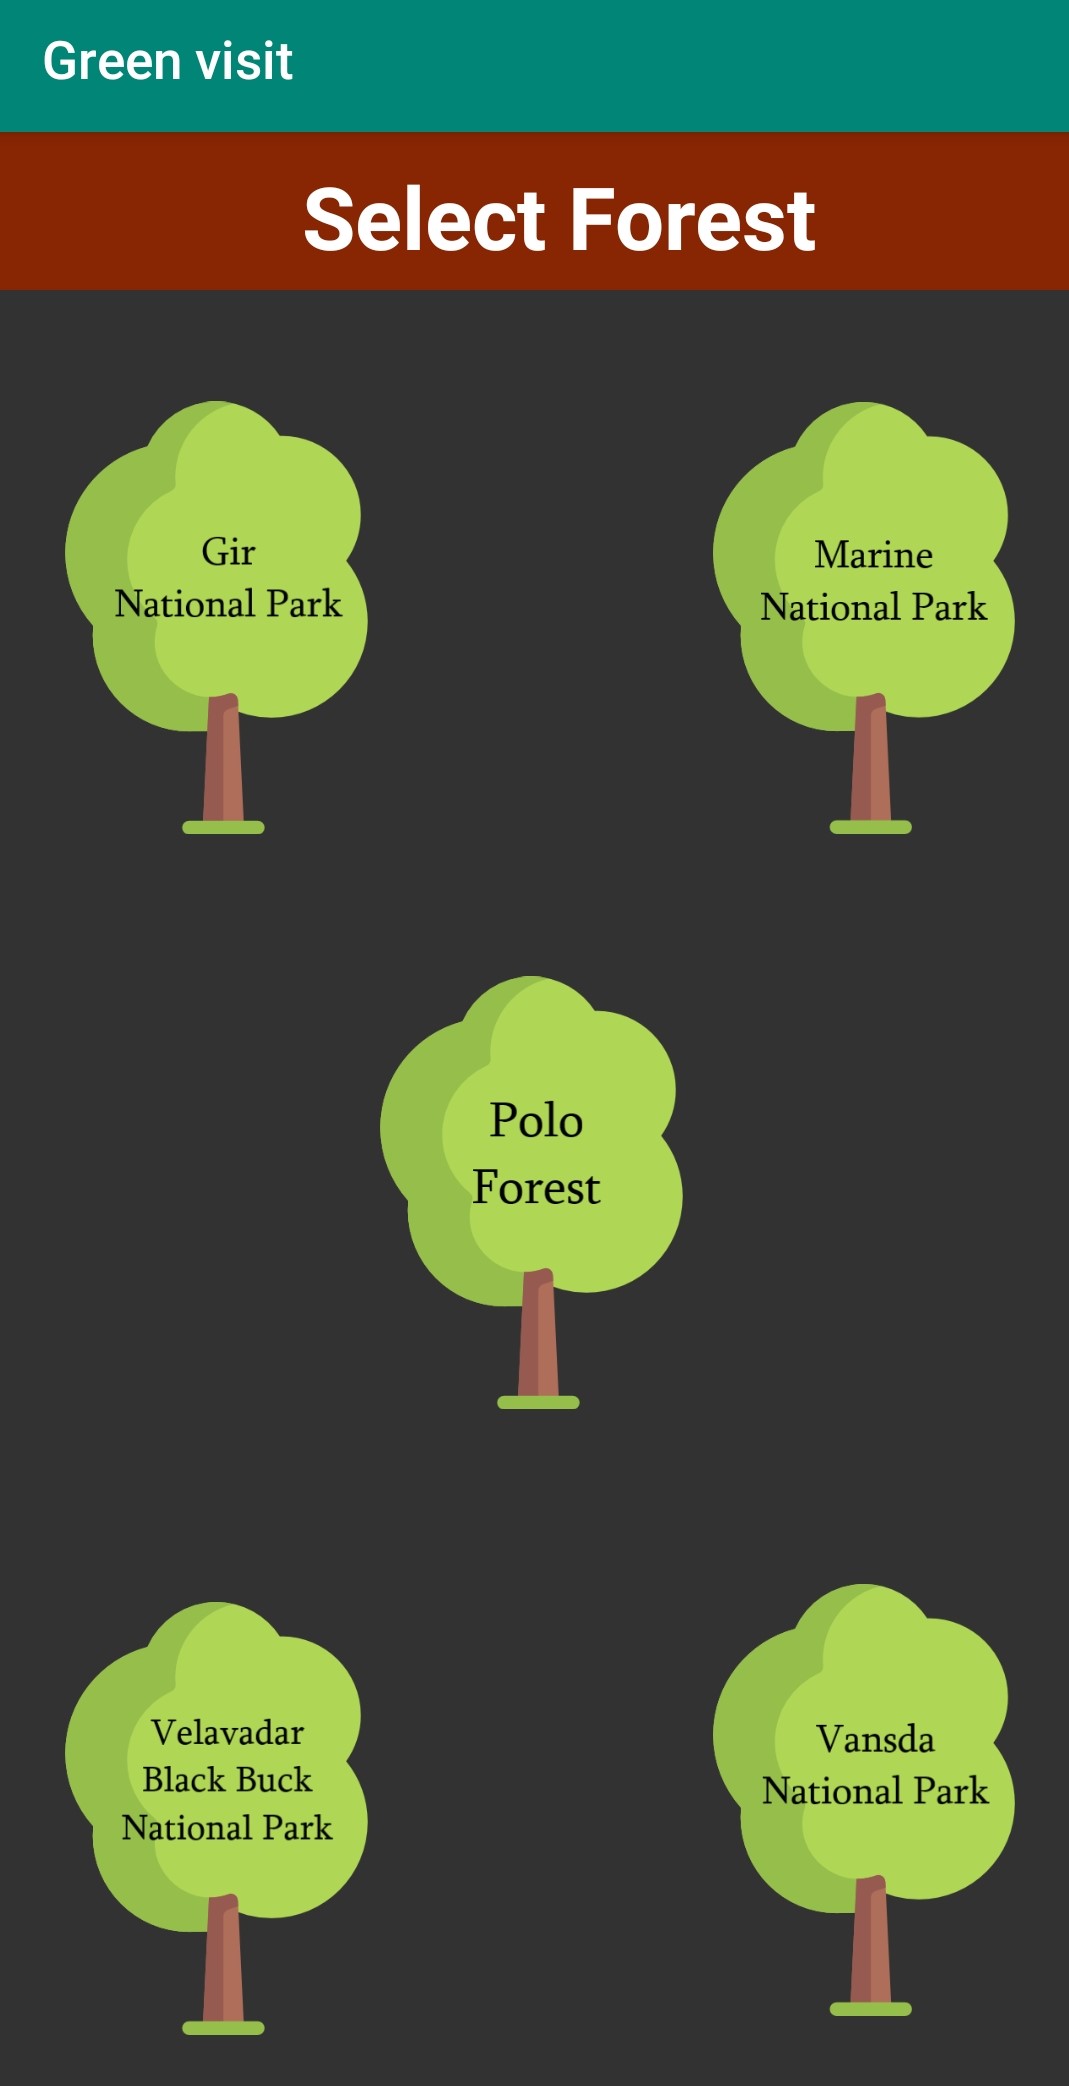 Green visit
Select Forest
Gir
National Park
Marine
National Park
Polo
Forest
Velavadar
Black Buck
National Park
Vansda
National Park